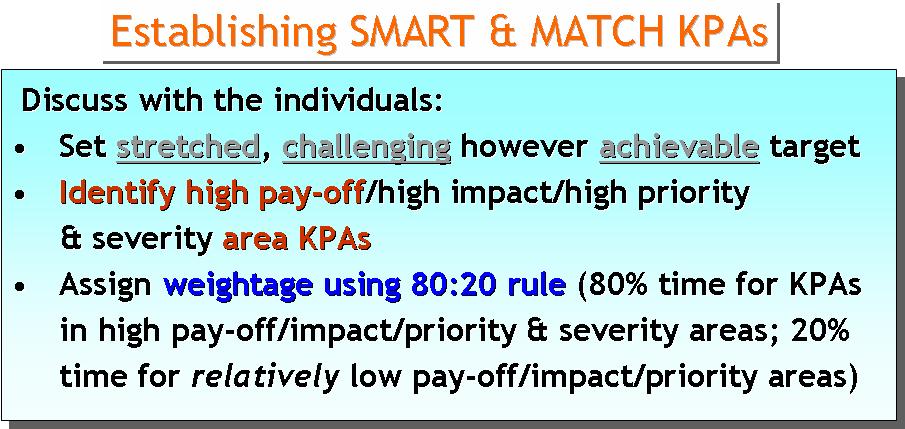 Establishing SMART & MATCH KPAs
Discuss with the individuals:
• Set stretched, challenging however achievable target
• Identify high pay-off/high impact/high priority
& severity area KPAs
• Assign weightage using 80:20 rule (80% time for KPAs
in high pay-off/impact/priority & severity areas; 20%
time for relatively low pay-off/impact/priority areas)